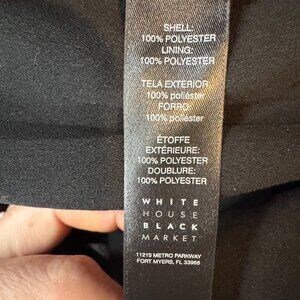 SHELL:
100% POLYESTER
LINING:
100% POLYESTER
TELA EXTERIOR:
100% poliéster
FORRO:
100% poliéster
ÉTOFFE
EXTÉRIEURE:
100% POLYESTER
DOUBLURE:
100% POLYESTER
WHITE
HOUSE
BLACK
MARKET
11215 METRO PARKWAY
FORT MYERS, FL 33966